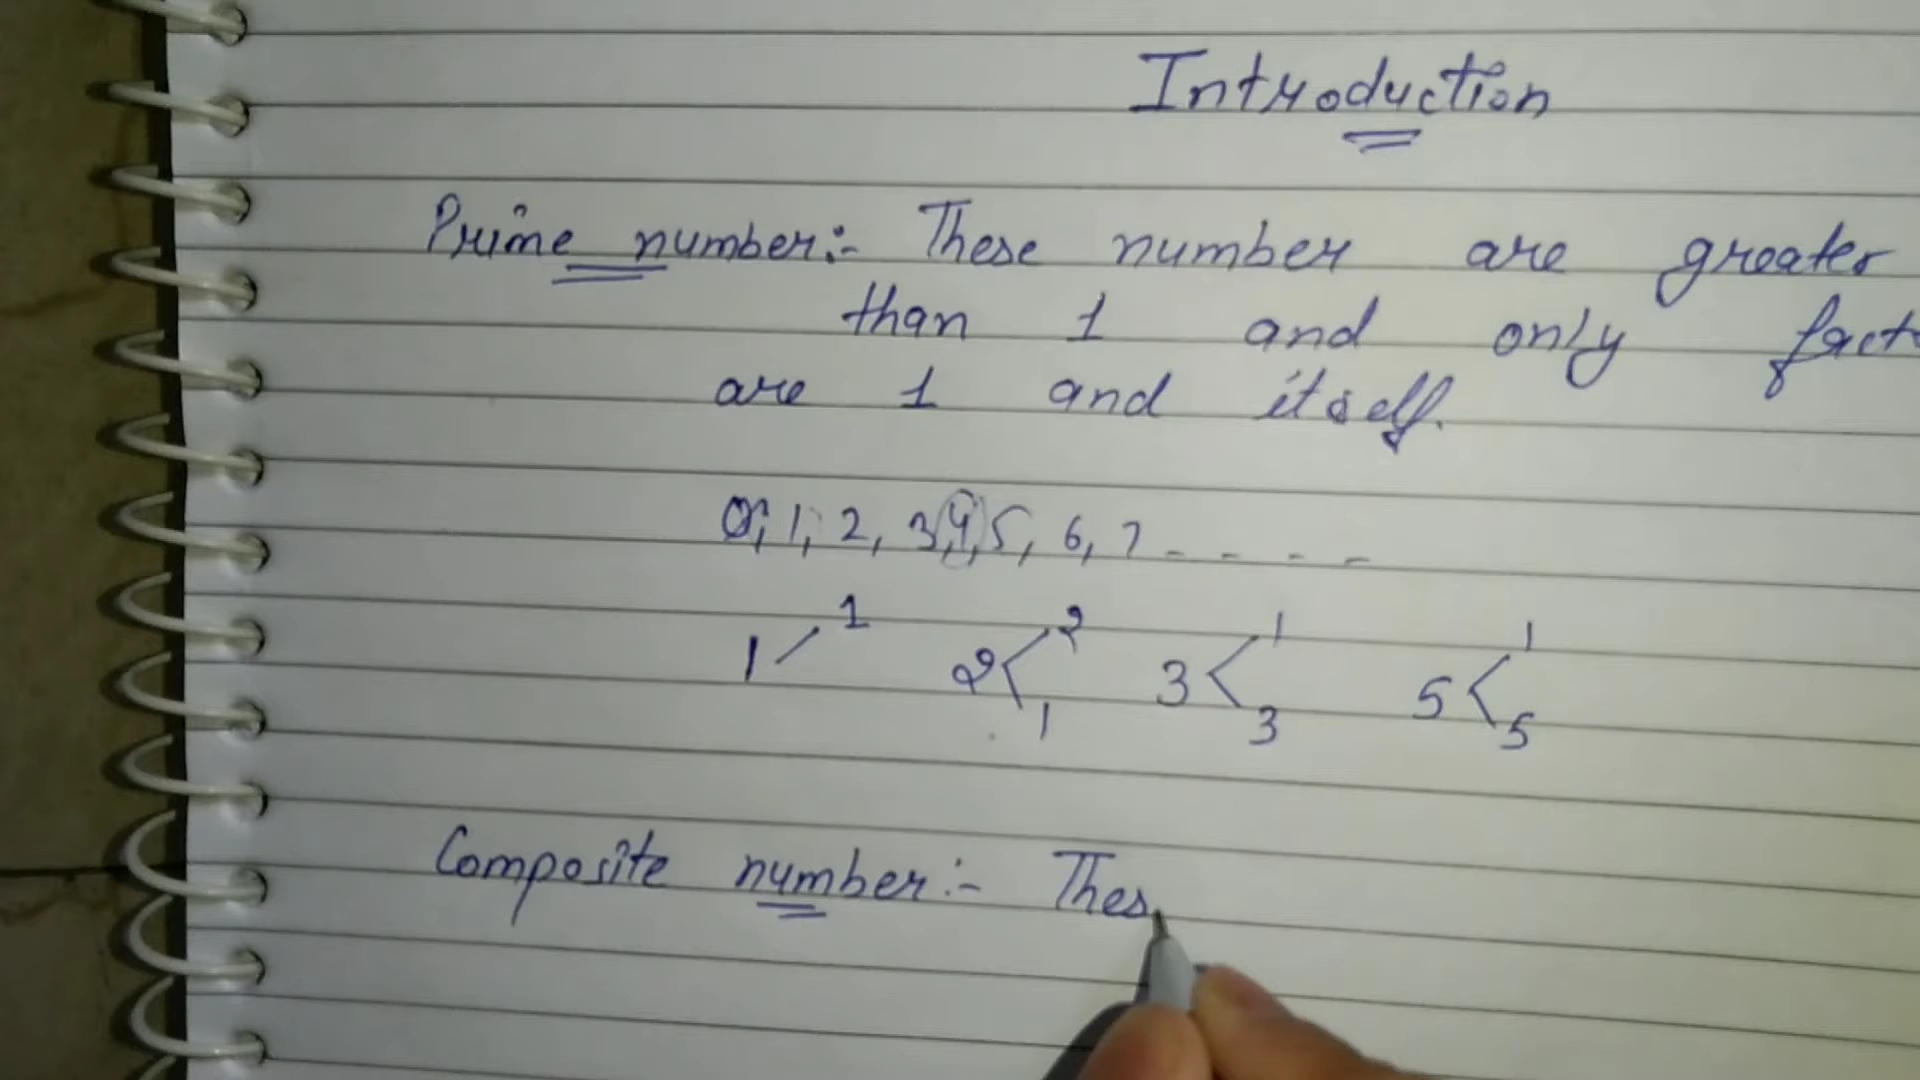 Introduction
Prime number:- These number are greater
than 1 and only fact
are 1 and itself.
0, 1, 2, 3, 4, 5, 6, 7 - - - -
1 1 2 2 1 3 1 3 5 1 5
Composite number:- Thes